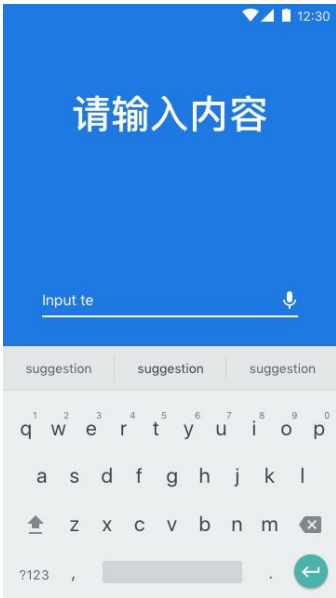 12:30
请输入内容
Input te
suggestion suggestion suggestion
1 2 3 4 5 6 7 8 9 0
q w e r t y u i o p
a s d f g h j k l
z x c v b n m
?123 , .